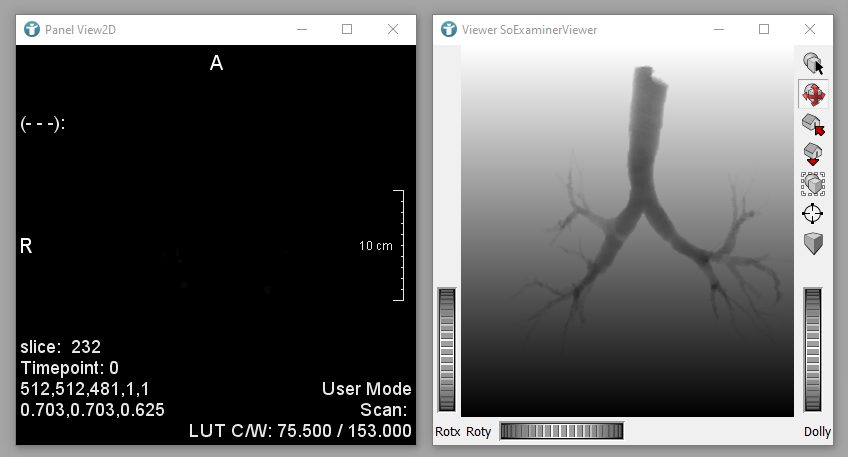 Panel View2D
A
(- - -):
10 cm
R
slice: 232
Timepoint: 0
512,512,481,1,1
User Mode
0.703,0.703,0.625
Scan:
LUT C/W: 75.500 / 153.000
Viewer SoExaminerViewer
Rotx Roty
Dolly